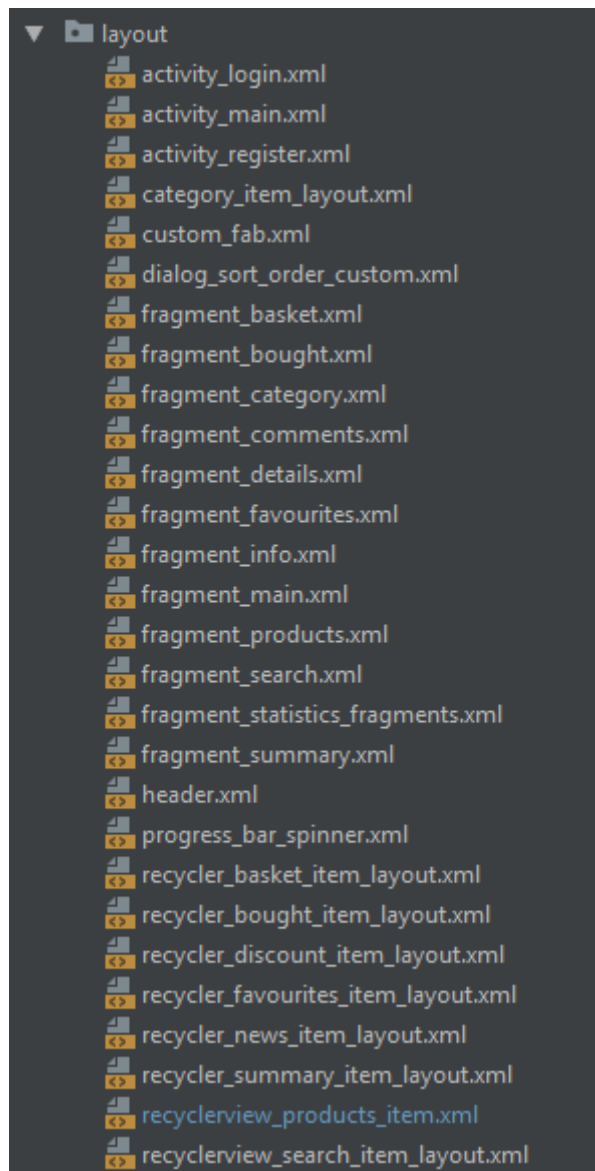 layout
activity_login.xml
activity_main.xml
activity_register.xml
category_item_layout.xml
custom_fab.xml
dialog_sort_order_custom.xml
fragment_basket.xml
fragment_bought.xml
fragment_category.xml
fragment_comments.xml
fragment_details.xml
fragment_favourites.xml
fragment_info.xml
fragment_main.xml
fragment_products.xml
fragment_search.xml
fragment_statistics_fragments.xml
fragment_summary.xml
header.xml
progress_bar_spinner.xml
recycler_basket_item_layout.xml
recycler_bought_item_layout.xml
recycler_discount_item_layout.xml
recycler_favourites_item_layout.xml
recycler_news_item_layout.xml
recycler_summary_item_layout.xml
recyclerview_products_item.xml
recyclerview_search_item_layout.xml